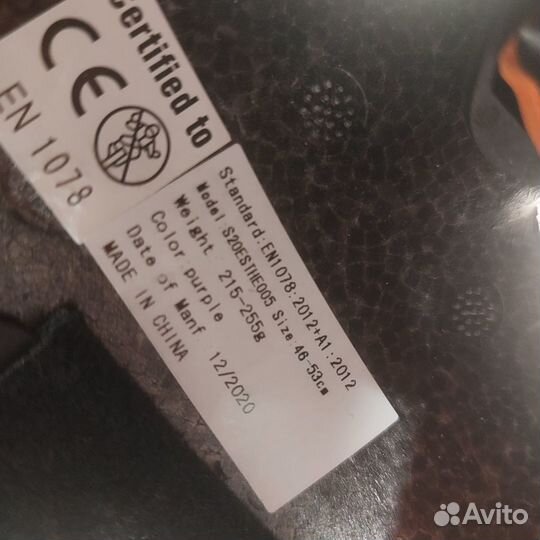 Certified to
CE
EN 1078
Standard:EN1078:2012+A1:2012
Model:S20ESTHE005 Size:46-53cm
Weight 215-255g
Color purple
Date of Manf. 12/2020
MADE IN CHINA
Avito